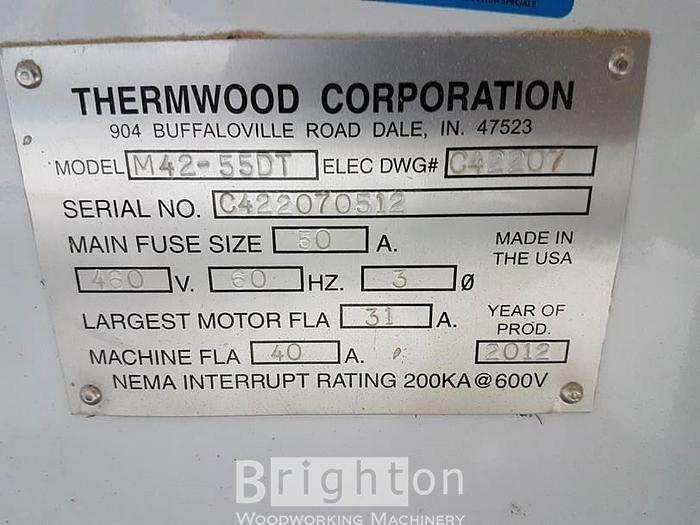 THERMWOOD CORPORATION
904 BUFFALOVILLE ROAD DALE, IN. 47523
MODEL M42-55DT ELEC DWG# C42207
SERIAL NO. C422070512
MAIN FUSE SIZE 50 A.
MADE IN THE USA
460 V. 60 HZ. 3 Ø
LARGEST MOTOR FLA 31 A.
YEAR OF PROD.
MACHINE FLA 40 A. 2012
NEMA INTERRUPT RATING 200KA@600V
Brighton
WOODWORKING MACHINERY